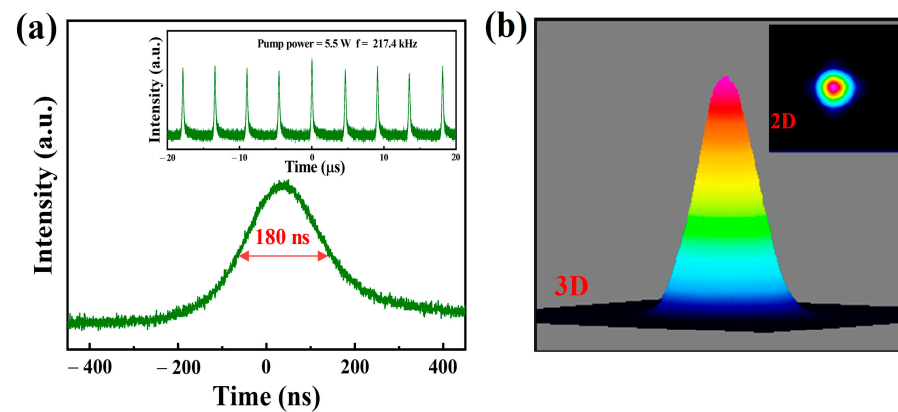 (a)
Pump power = 5.5 W f = 217.4 kHz
Intensity (a.u.)
−20
−10
0
10
20
Time (μs)
180 ns
Intensity (a.u.)
−400
−200
0
200
400
Time (ns)
(b)
2D
3D